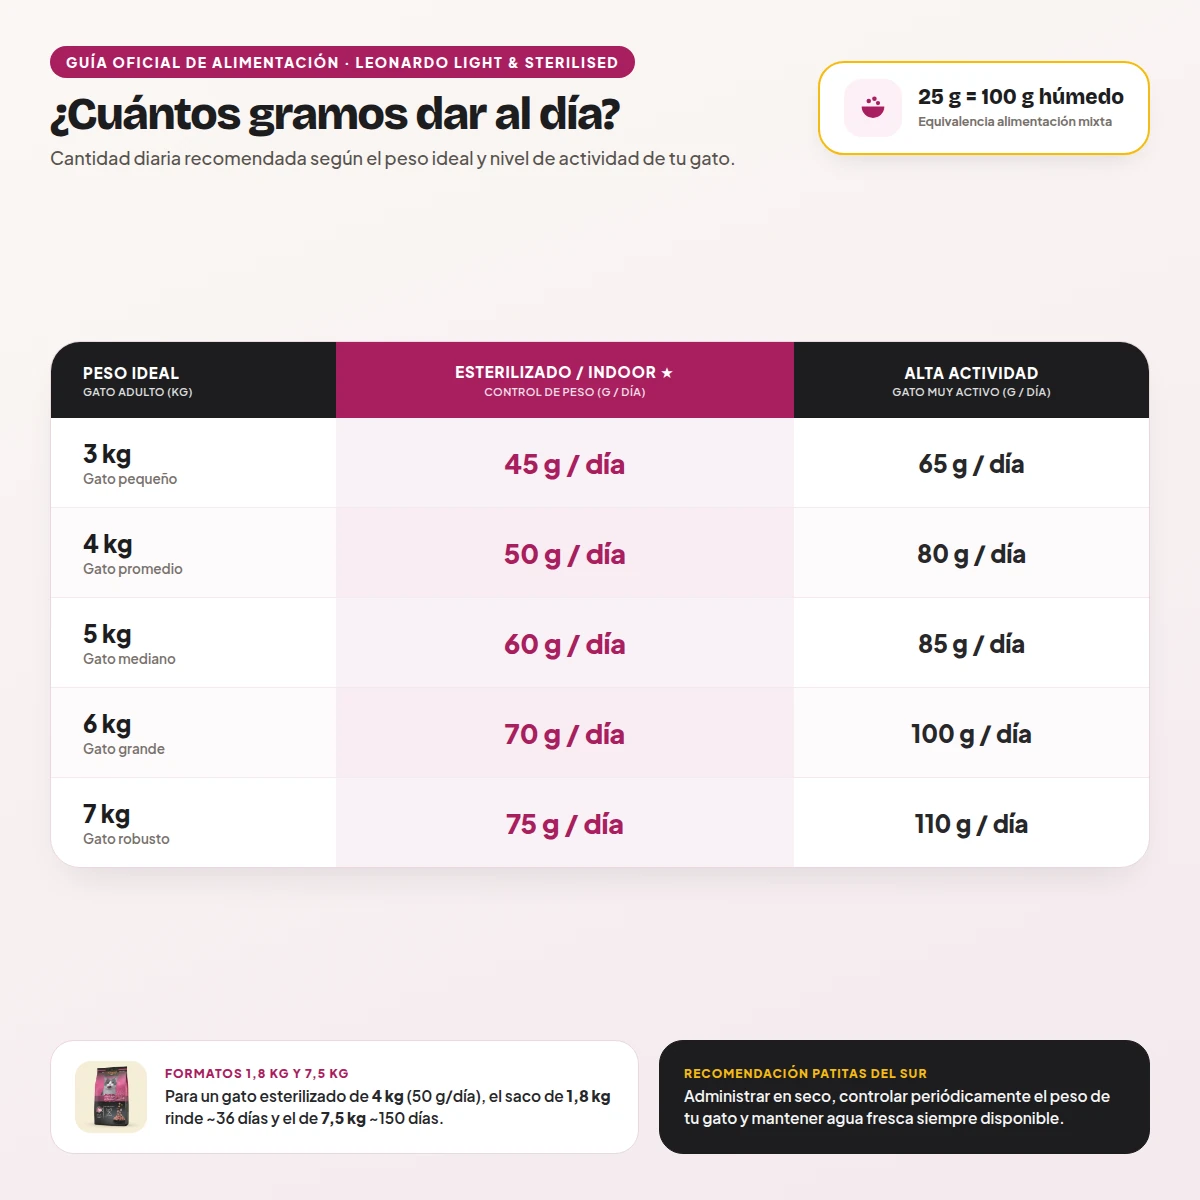 GUÍA OFICIAL DE ALIMENTACIÓN · LEONARDO LIGHT & STERILISED
¿Cuántos gramos dar al día?
Cantidad diaria recomendada según el peso ideal y nivel de actividad de tu gato.
25 g = 100 g húmedo
Equivalencia alimentación mixta
PESO IDEAL
GATO ADULTO (KG)
ESTERILIZADO / INDOOR ★
CONTROL DE PESO (G / DÍA)
ALTA ACTIVIDAD
GATO MUY ACTIVO (G / DÍA)
3 kg
Gato pequeño
45 g / día
65 g / día
4 kg
Gato promedio
50 g / día
80 g / día
5 kg
Gato mediano
60 g / día
85 g / día
6 kg
Gato grande
70 g / día
100 g / día
7 kg
Gato robusto
75 g / día
110 g / día
FORMATOS 1,8 KG Y 7,5 KG
Para un gato esterilizado de 4 kg (50 g/día), el saco de 1,8 kg
rinde ~36 días y el de 7,5 kg ~150 días.
RECOMENDACIÓN PATITAS DEL SUR
Administrar en seco, controlar periódicamente el peso de
tu gato y mantener agua fresca siempre disponible.